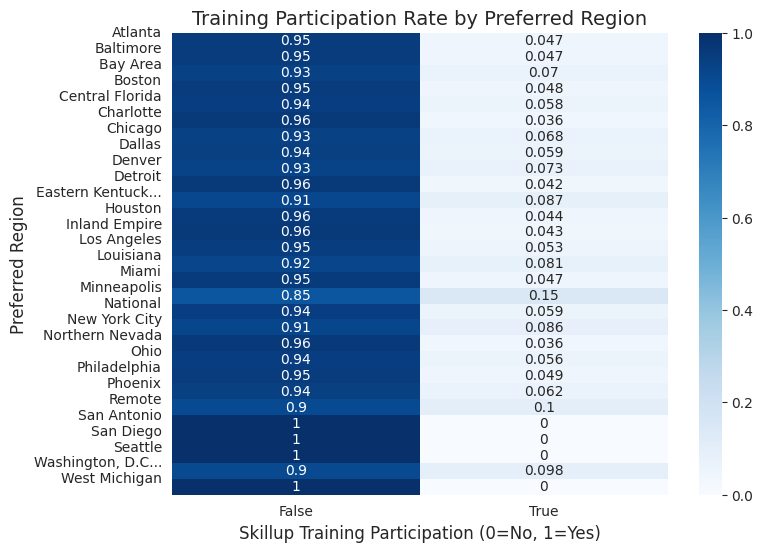 Training Participation Rate by Preferred Region
Preferred Region
Atlanta 0.95 0.047
Baltimore 0.95 0.047
Bay Area 0.93 0.07
Boston 0.95 0.048
Central Florida 0.94 0.058
Charlotte 0.96 0.036
Chicago 0.93 0.068
Dallas 0.94 0.059
Denver 0.93 0.073
Detroit 0.96 0.042
Eastern Kentuck... 0.91 0.087
Houston 0.96 0.044
Inland Empire 0.96 0.043
Los Angeles 0.95 0.053
Louisiana 0.92 0.081
Miami 0.95 0.047
Minneapolis 0.85 0.15
National 0.94 0.059
New York City 0.91 0.086
Northern Nevada 0.96 0.036
Ohio 0.94 0.056
Philadelphia 0.95 0.049
Phoenix 0.94 0.062
Remote 0.9 0.1
San Antonio 1 0
San Diego 1 0
Seattle 1 0
Washington, D.C... 0.9 0.098
West Michigan 1 0
False True
Skillup Training Participation (0=No, 1=Yes)
1.0
0.8
0.6
0.4
0.2
0.0